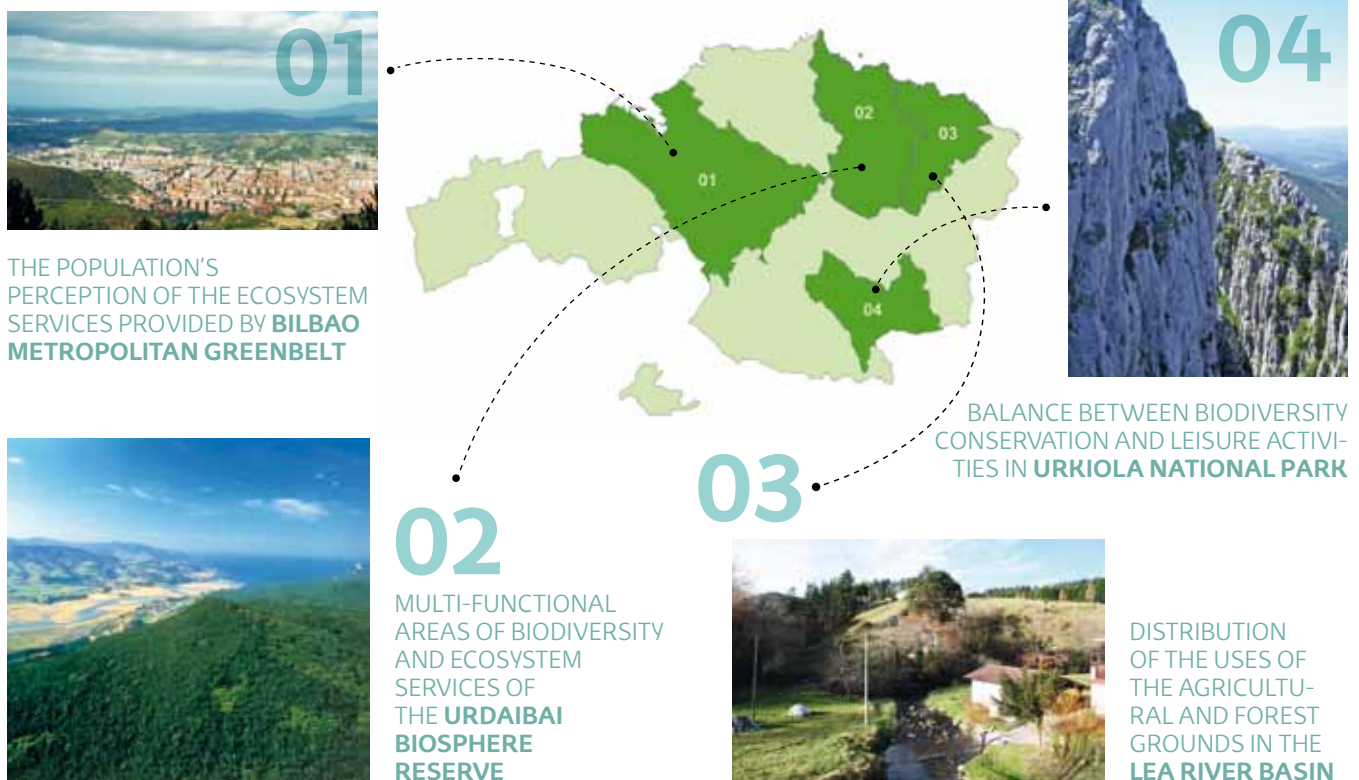 01
THE POPULATION'S
PERCEPTION OF THE ECOSYSTEM
SERVICES PROVIDED BY BILBAO
METROPOLITAN GREENBELT
01
02
03
04
04
BALANCE BETWEEN BIODIVERSITY
CONSERVATION AND LEISURE ACTIVI-
TIES IN URKIOLA NATIONAL PARK
02
MULTI-FUNCTIONAL
AREAS OF BIODIVERSITY
AND ECOSYSTEM
SERVICES OF
THE URDAIBAI
BIOSPHERE
RESERVE
03
DISTRIBUTION
OF THE USES OF
THE AGRICULTU-
RAL AND FOREST
GROUNDS IN THE
LEA RIVER BASIN